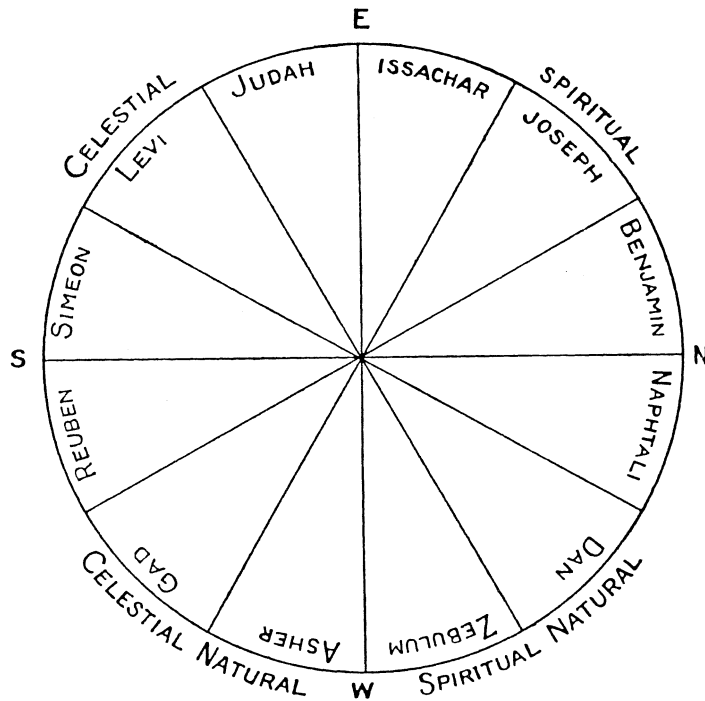 E
CELESTIAL
SPIRITUAL
JUDAH
ISSACHAR
LEVI
JOSEPH
SIMEON
BENJAMIN
S
N
REUBEN
NAPHTALI
GAD
DAN
ASHER
ZEBULUM
CELESTIAL NATURAL
SPIRITUAL NATURAL
W